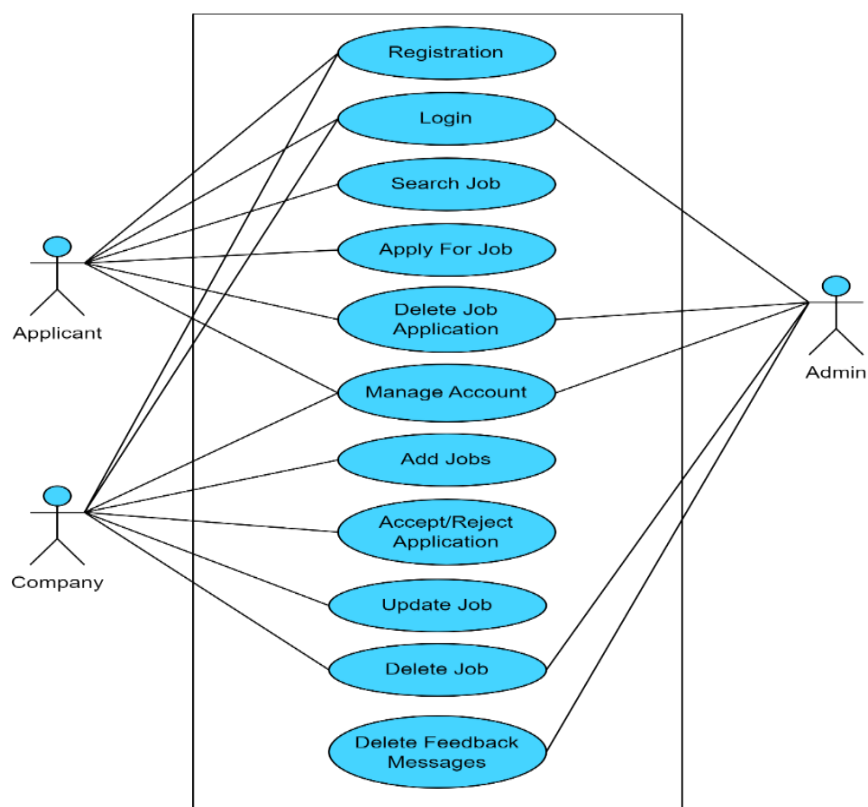 Registration
Login
Search Job
Apply For Job
Applicant
Delete Job
Application
Admin
Manage Account
Add Jobs
Company
Accept/Reject
Application
Update Job
Delete Job
Delete Feedback
Messages